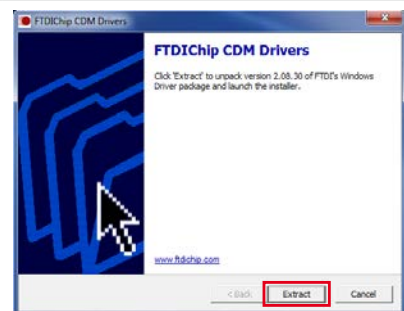 FTDIChip CDM Drivers
FTDIChip CDM Drivers
Click 'Extract' to unpack version 2.08.30 of FTDI's Windows
Driver package and launch the installer.
www.ftdichip.com
< Back Extract Cancel